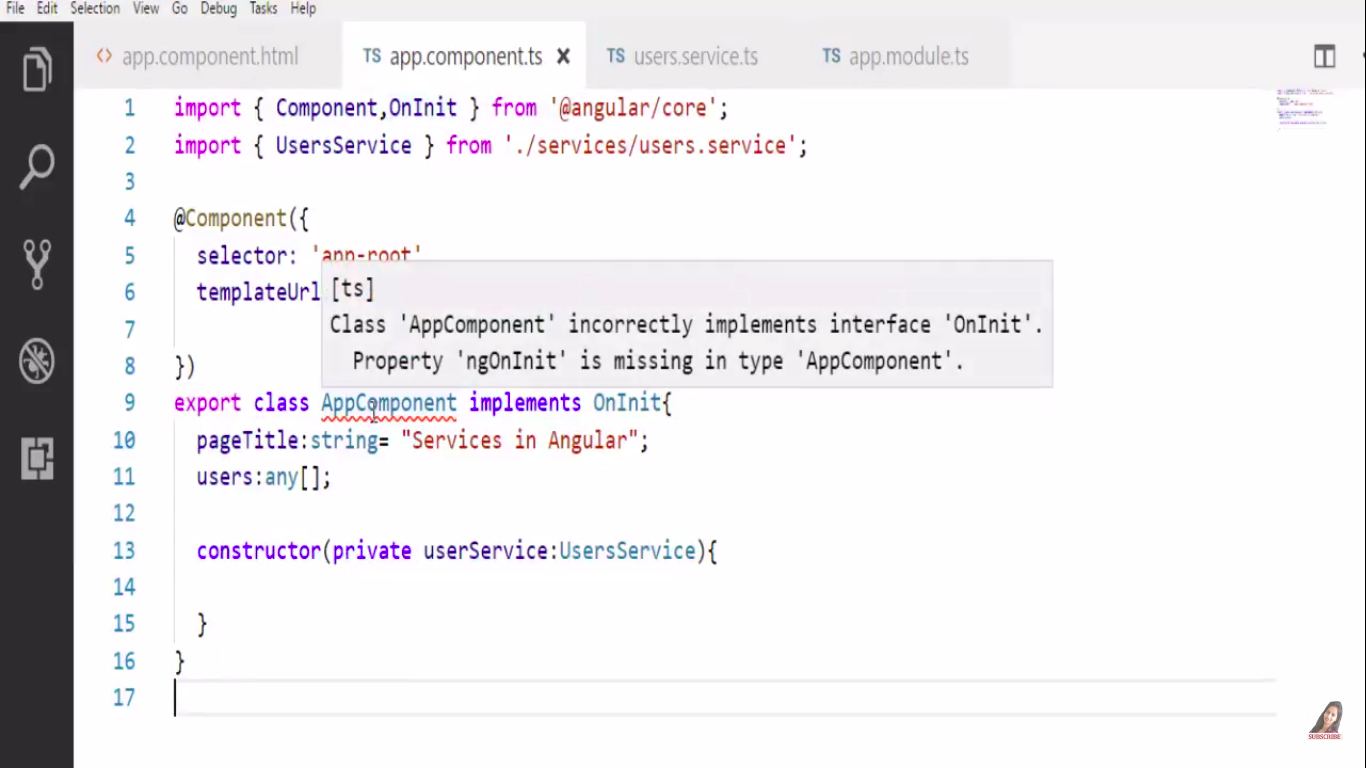 File Edit Selection View Go Debug Tasks Help
app.component.html TS app.component.ts TS users.service.ts TS app.module.ts
1 import { Component,OnInit } from '@angular/core';
2 import { UsersService } from './services/users.service';
3
4 @Component({
5 selector: 'app-root'
6 templateUrl
[ts]
Class 'AppComponent' incorrectly implements interface 'OnInit'.
Property 'ngOnInit' is missing in type 'AppComponent'.
7
8 })
9 export class AppComponent implements OnInit{
10 pageTitle:string= "Services in Angular";
11 users:any[];
12
13 constructor(private userService:UsersService){
14
15 }
16 }
17
SUBSCRIBE